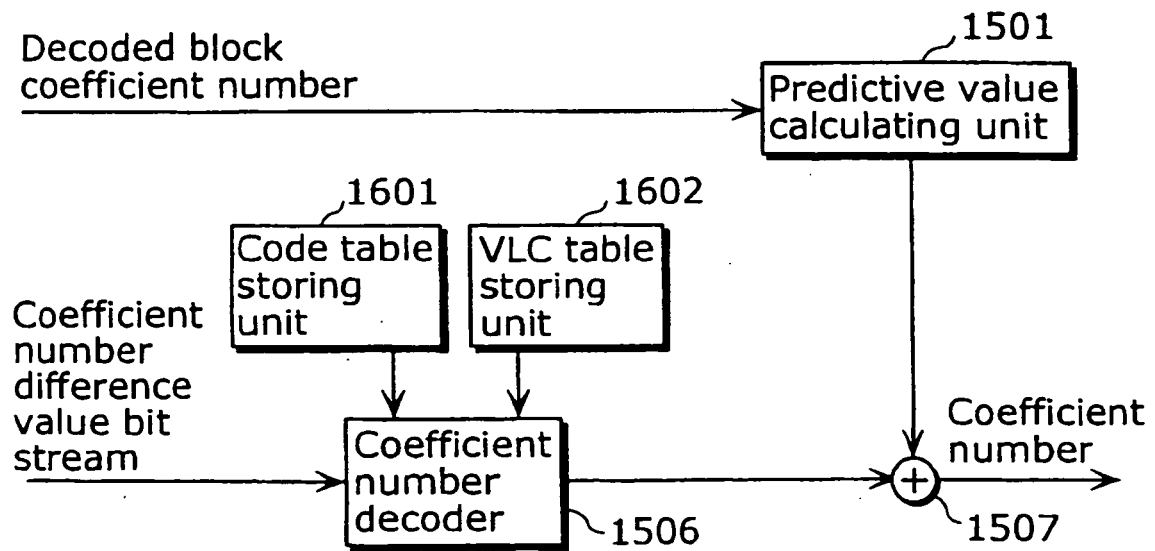 Decoded block
coefficient number
1501
Predictive value
calculating unit
1601
Code table
storing
unit
1602
VLC table
storing
unit
Coefficient
number
difference
value bit
stream
Coefficient
number
decoder
1506
Coefficient
number
+
1507